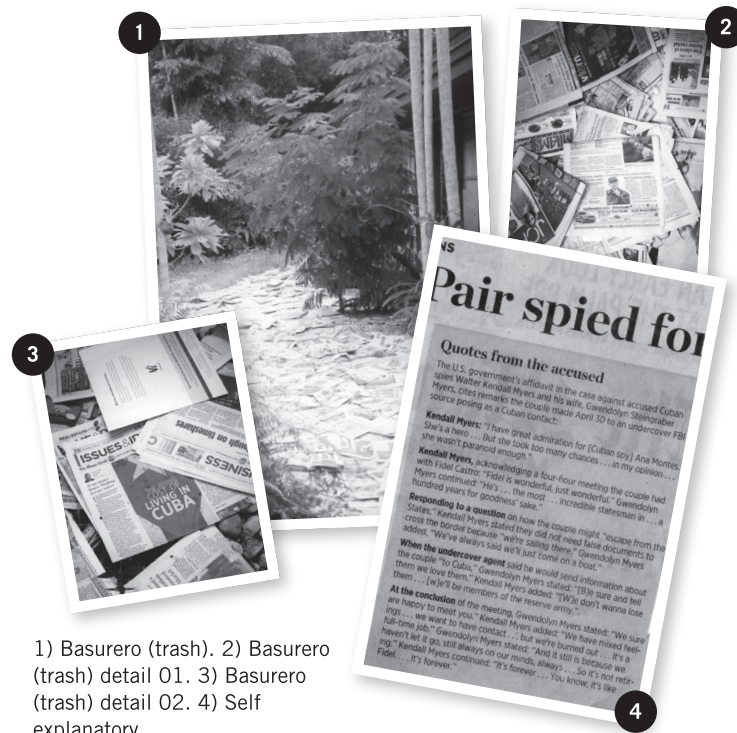 1
2
3
ISSUES&I
LIVING IN
CUBA
BUSINESS
ough on timeshares
NS
Pair spied for
Quotes from the accused
The U.S. government's affidavit in the case against accused Cuban
spies Walter Kendall Myers and his wife, Gwendolyn Steingraber
Myers, cites remarks the couple made April 30 to an undercover FBI
source posing as a Cuban contact:
Kendall Myers: "I have great admiration for [Cuban spy] Ana Montes.
She's a hero . . . But she took too many chances . . . in my opinion . . .
she wasn't paranoid enough."
Kendall Myers, acknowledging a four-hour meeting the couple had
with Fidel Castro: "Fidel is wonderful, just wonderful." Gwendolyn
Myers continued: "He's . . . the most . . . incredible statesman in . . . a
hundred years for goodness' sake."
Responding to a question on how the couple might "escape from the
States," Kendall Myers stated they did not need false documents to
cross the bordet because "we're sailing there." Gwendolyn Myers
added, "We've always said we'll just come on a boat."
When the undercover agent said he would send information about
the couple "to Cuba," Gwendolyn Myers stated: "[B]e sure and tell
them we love them." Kendall Myers added: "[W]e don't wanna lose
them . . . [w]e'll be members of the reserve army."
At the conclusion of the meeting, Gwendolyn Myers stated: "We sure
are happy to meet you." Kendall Myers added: "We have mixed feel-
ings . . . we want to have contact . . . but we're burned out . . . It's a
full-time job," Gwendolyn Myers stated: "And it still is because we
haven't let it go, still always on our minds, always . . . So it's not retir-
ing." Kendall Myers continued: "It's forever . . . You know, it's like
Fidel. . . . It's forever."
4
1) Basurero (trash). 2) Basurero
(trash) detail 01. 3) Basurero
(trash) detail 02. 4) Self
explanatory